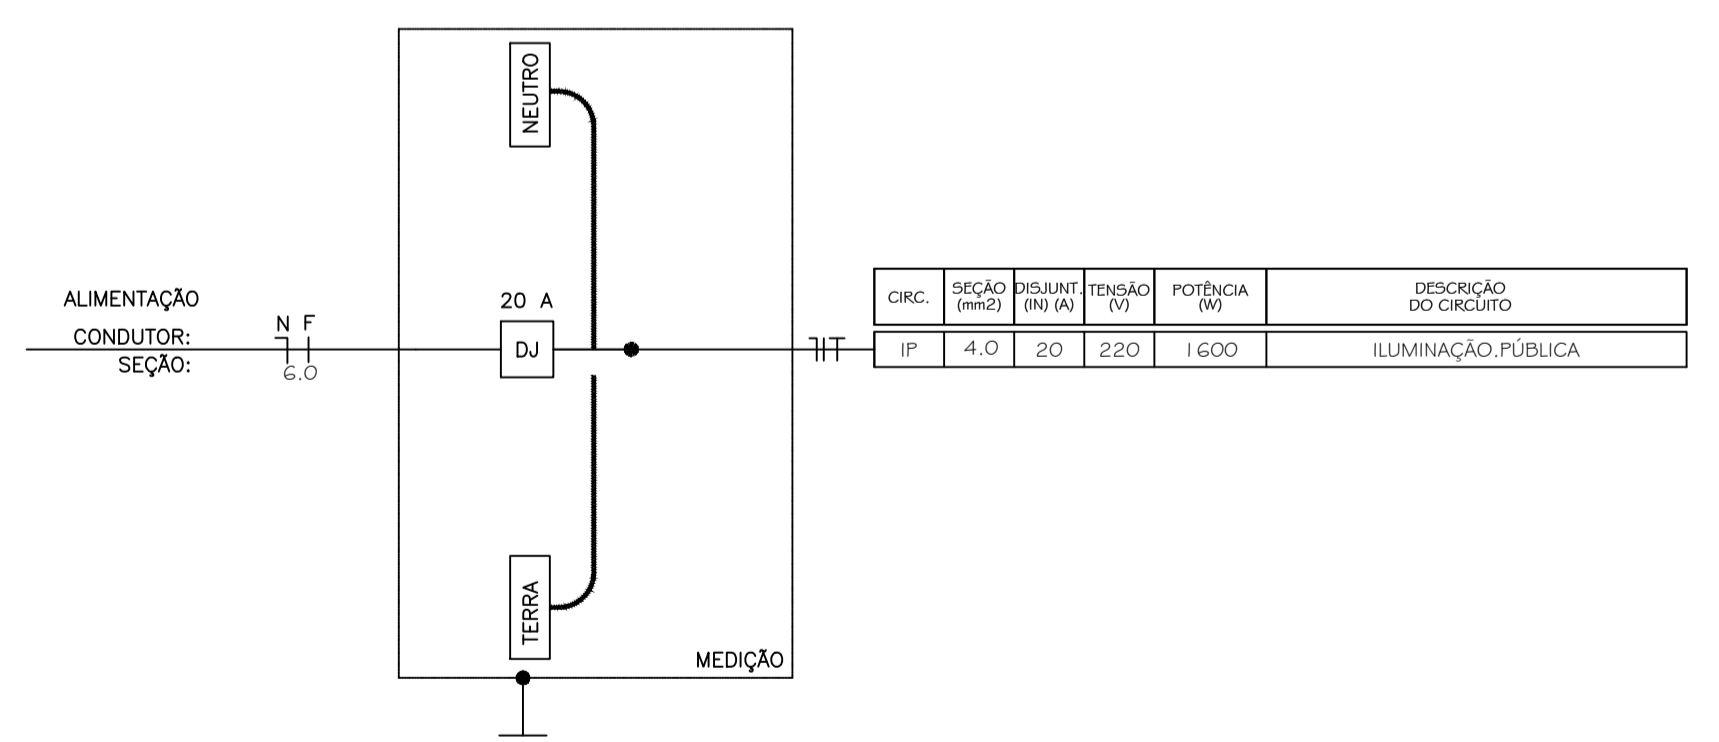 NEUTRO
ALIMENTAÇÃO
20 A
N F
CONDUTOR:
DJ
SEÇÃO:
6.0
CIRC. SEÇÃO (mm2) DISJUNT. (IN) (A) TENSÃO (V) POTÊNCIA (W) DESCRIÇÃO DO CIRCUITO
IP 4.0 20 220 1600 ILUMINAÇÃO.PÚBLICA
TERRA
MEDIÇÃO